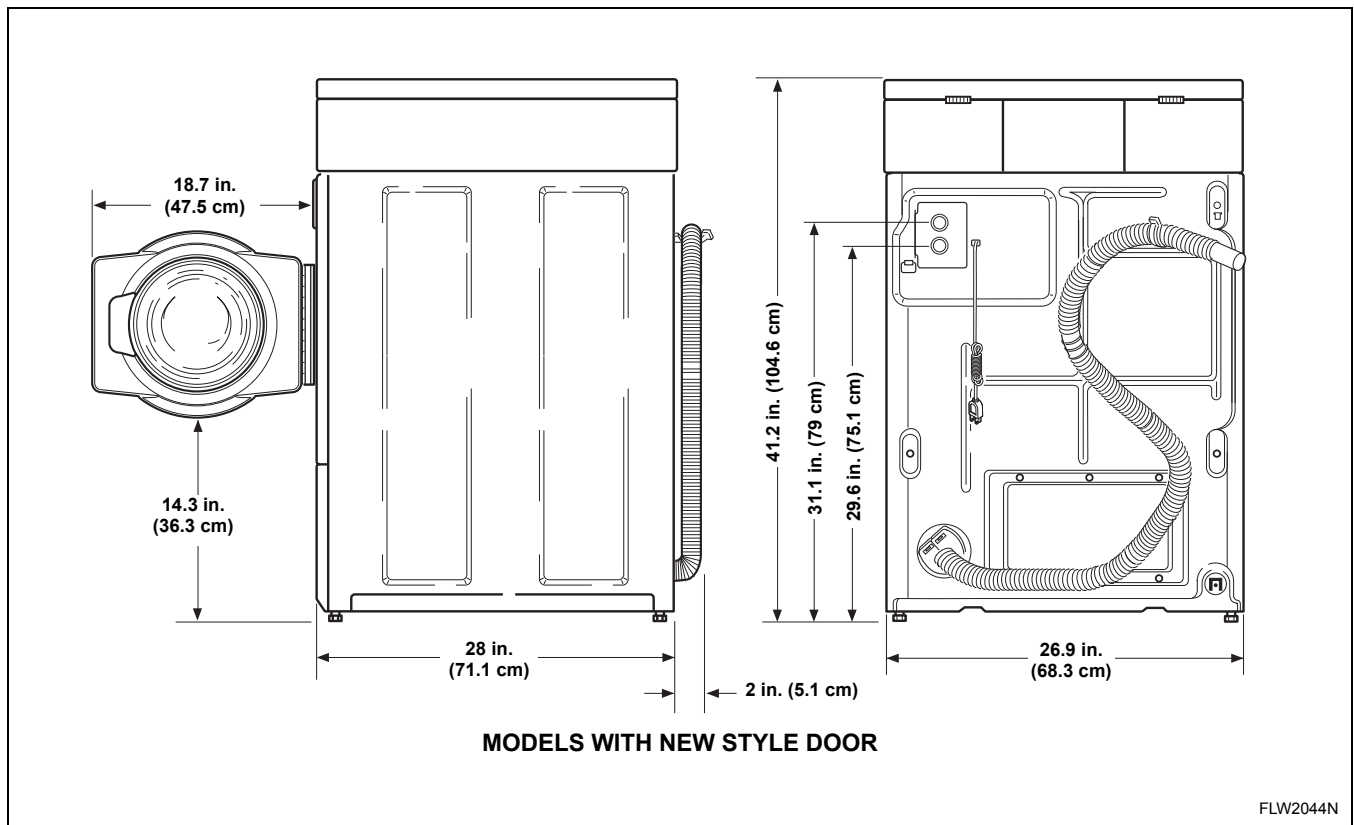 18.7 in.
(47.5 cm)
14.3 in.
(36.3 cm)
28 in.
(71.1 cm)
2 in. (5.1 cm)
41.2 in. (104.6 cm)
31.1 in. (79 cm)
29.6 in. (75.1 cm)
26.9 in.
(68.3 cm)
MODELS WITH NEW STYLE DOOR
FLW2044N